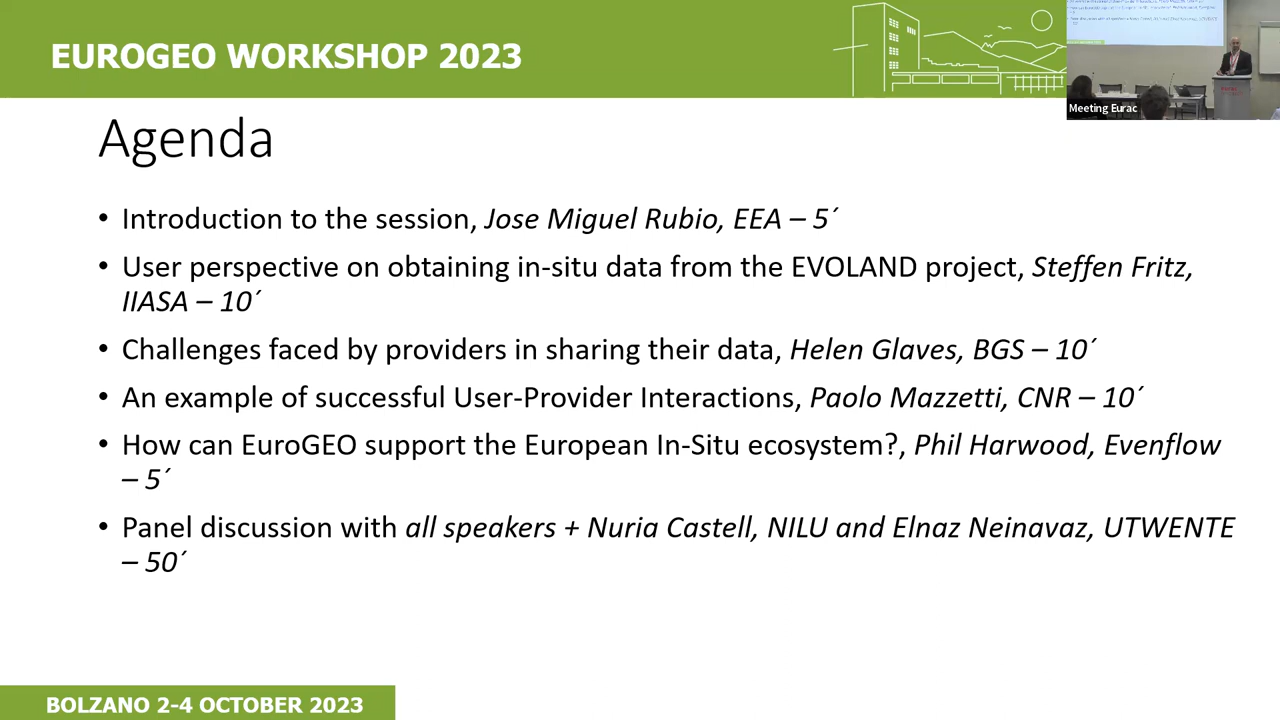 EUROGEO WORKSHOP 2023
Meeting Eurac
Agenda
• Introduction to the session, Jose Miguel Rubio, EEA – 5´
• User perspective on obtaining in-situ data from the EVOLAND project, Steffen Fritz,
IIASA – 10´
• Challenges faced by providers in sharing their data, Helen Glaves, BGS – 10´
• An example of successful User-Provider Interactions, Paolo Mazzetti, CNR – 10´
• How can EuroGEO support the European In-Situ ecosystem?, Phil Harwood, Evenflow
– 5´
• Panel discussion with all speakers + Nuria Castell, NILU and Elnaz Neinavaz, UTWENTE
– 50´
BOLZANO 2-4 OCTOBER 2023